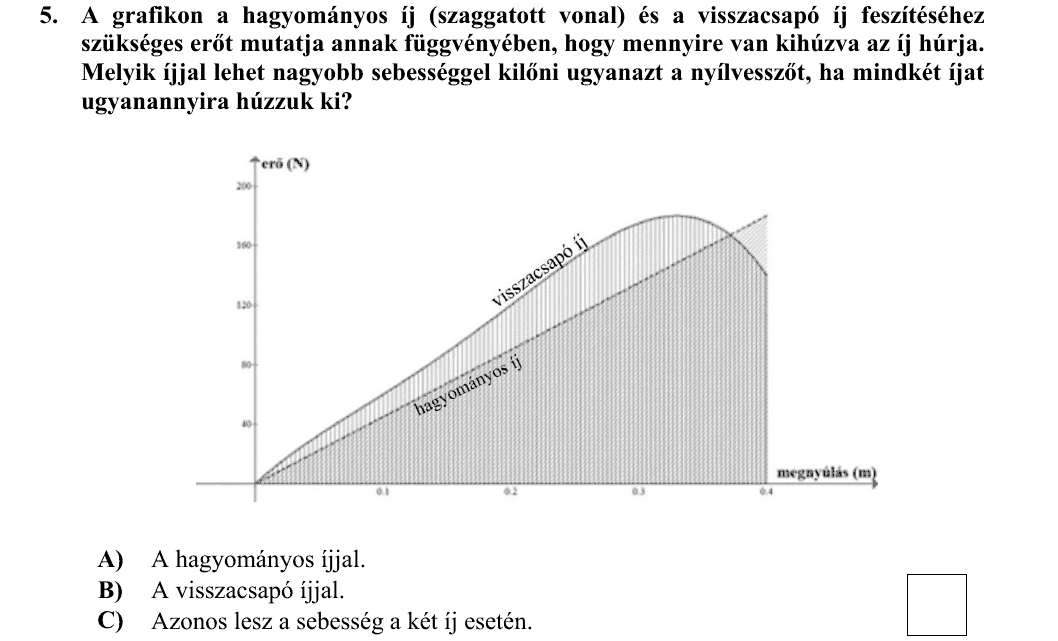 5. A grafikon a hagyományos íj (szaggatott vonal) és a visszacsapó íj feszítéséhez
szükséges erőt mutatja annak függvényében, hogy mennyire van kihúzva az íj húrja.
Melyik íjjal lehet nagyobb sebességgel kilőni ugyanazt a nyílvesszőt, ha mindkét íjat
ugyanannyira húzzuk ki?
erő (N)
200
160
visszacsapó íj
120
80
hagyományos íj
40
megnyúlás (m)
0.1 0.2 0.3 0.4
A) A hagyományos íjjal.
B) A visszacsapó íjjal.
C) Azonos lesz a sebesség a két íj esetén.